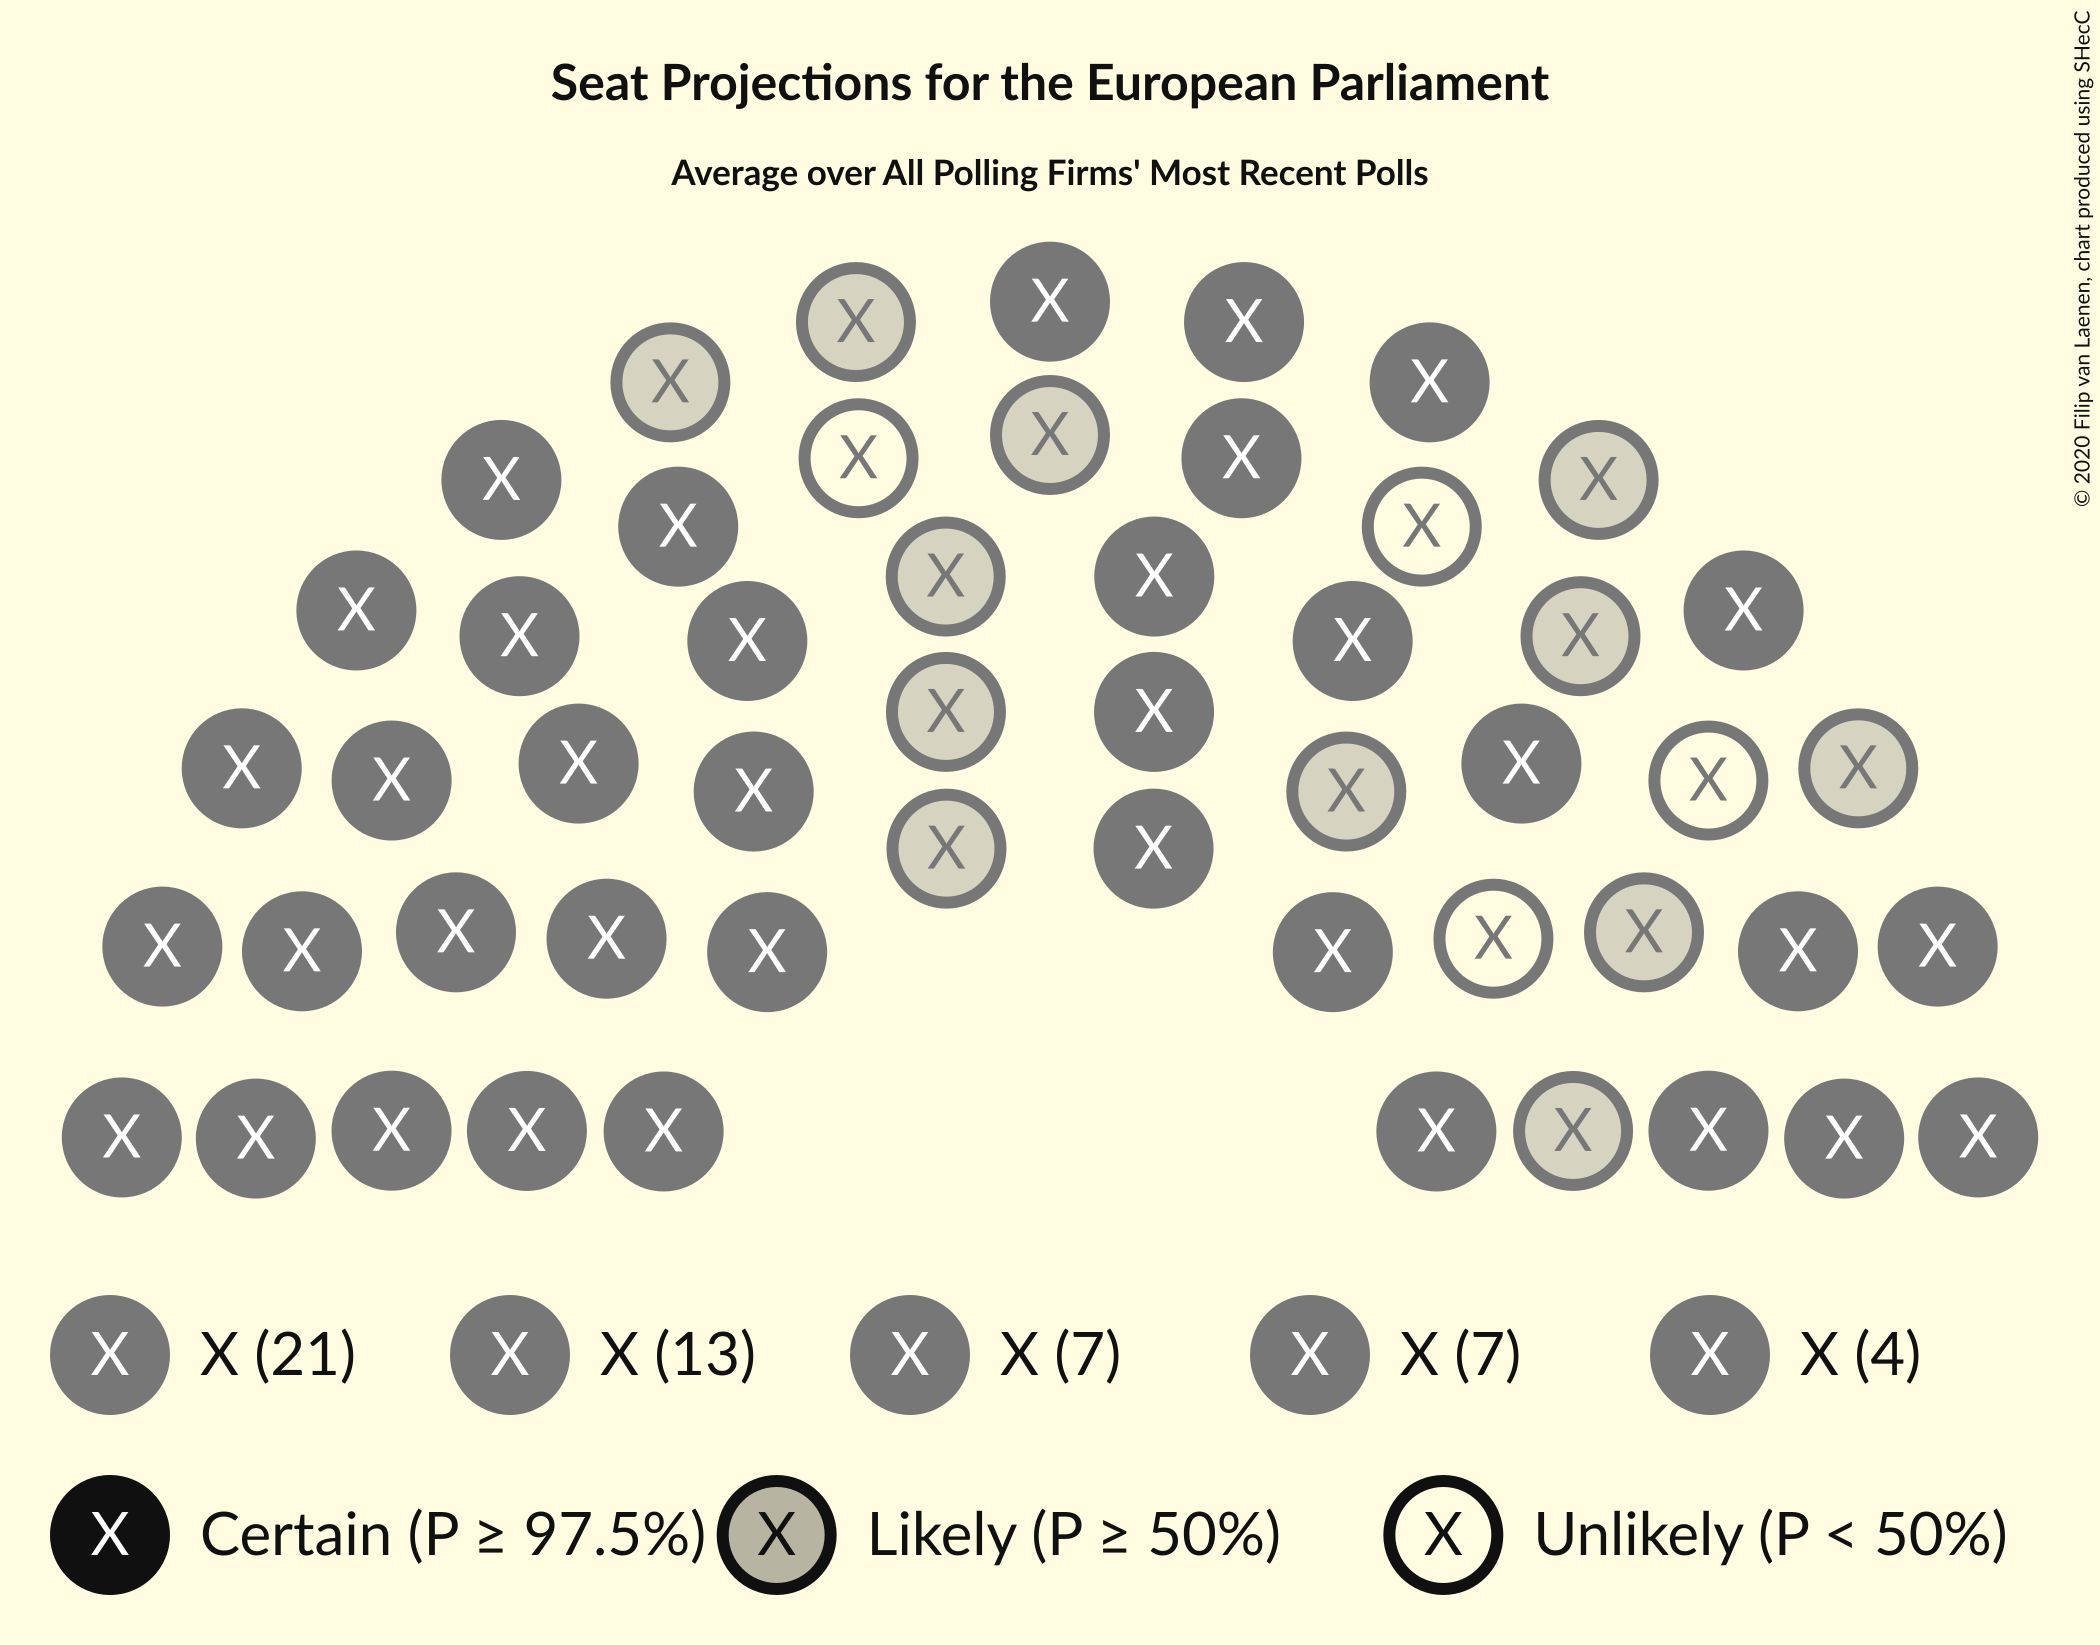 Seat Projections for the European Parliament
Average over All Polling Firms' Most Recent Polls
© 2020 Filip van Laenen, chart produced using SHecC
X
X X
X X
X X
X
X X
X X
X X
X X
X X
X X
X X
X X
X X
X X
X X X X
X X X X
X X
X X X X
X X X X X X
X X X X
X X X X X X X X X X
X (21) X (13) X (7) X (7) X (4)
X X X X X
X Certain (P ≥ 97.5%) X Likely (P ≥ 50%) X Unlikely (P < 50%)